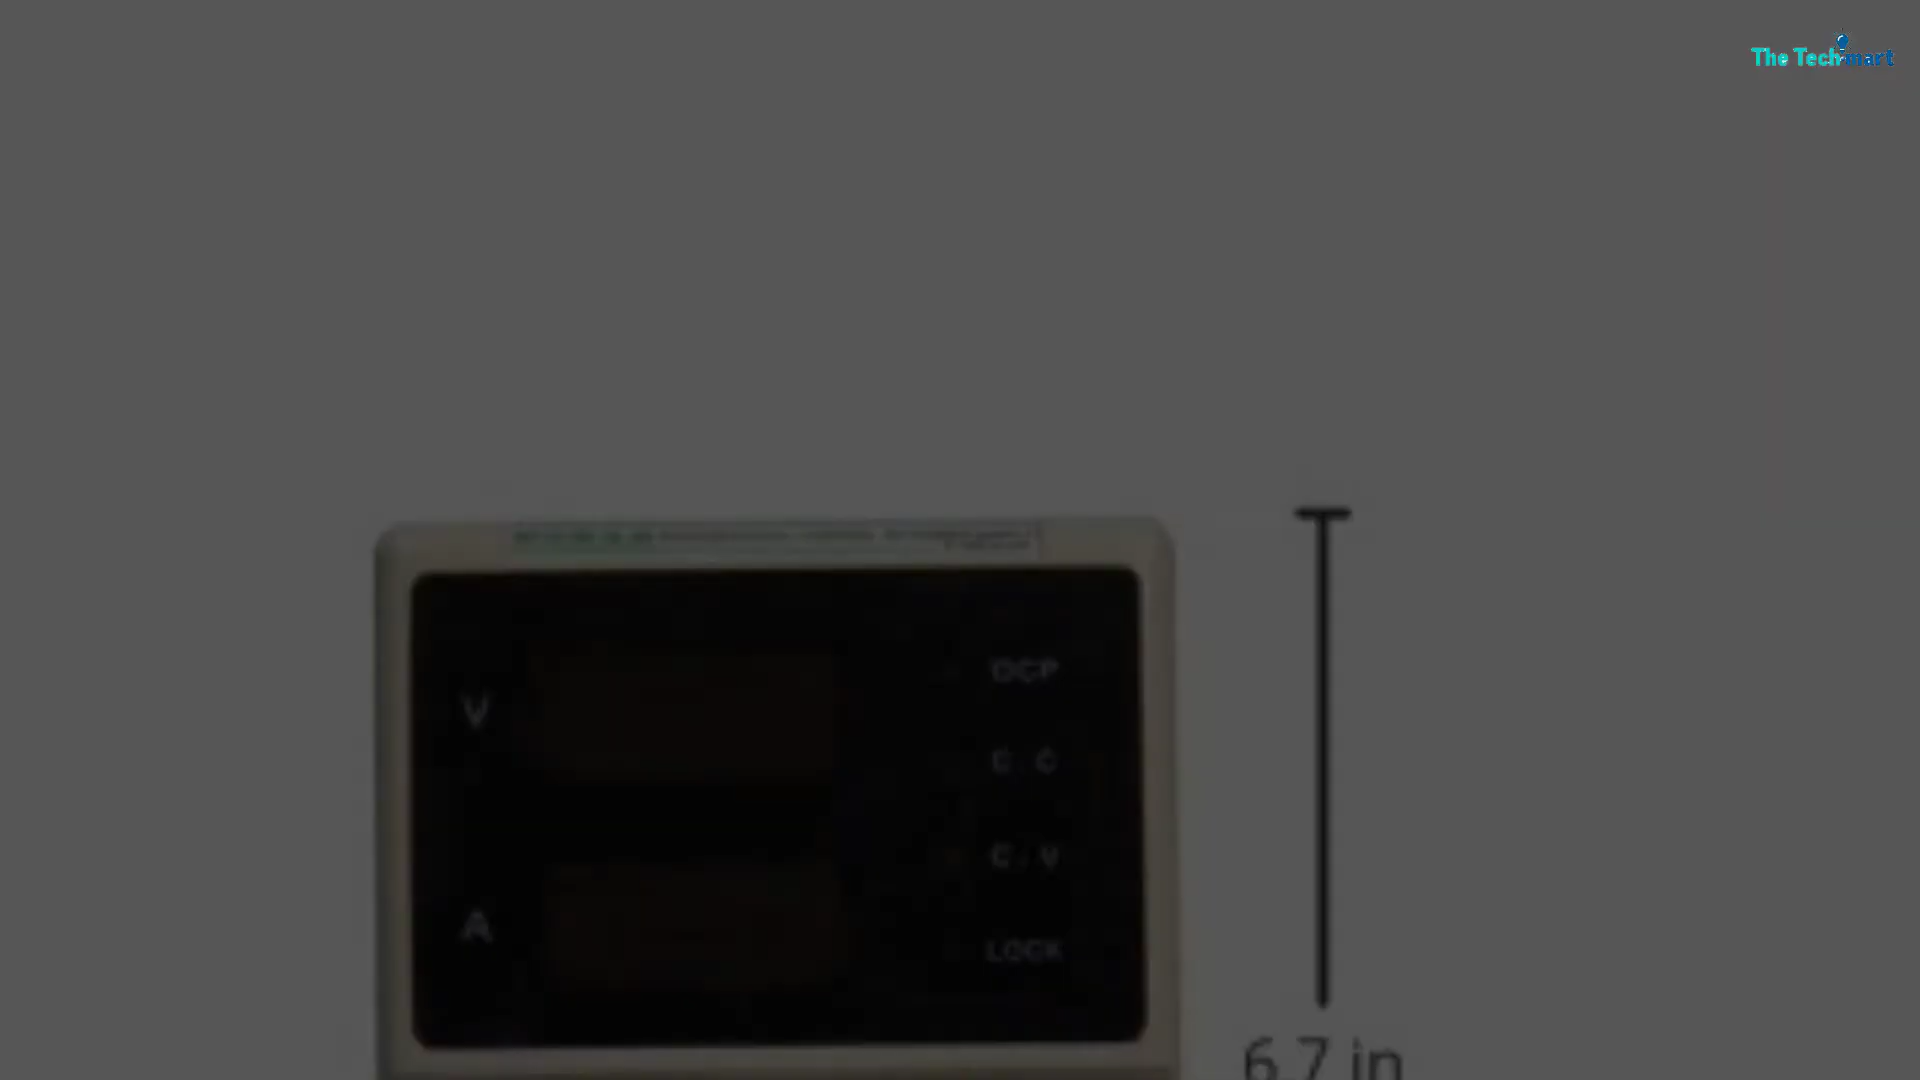 The Techmart
V
OCP
C.C
C.V
A
LOCK
6.7 in